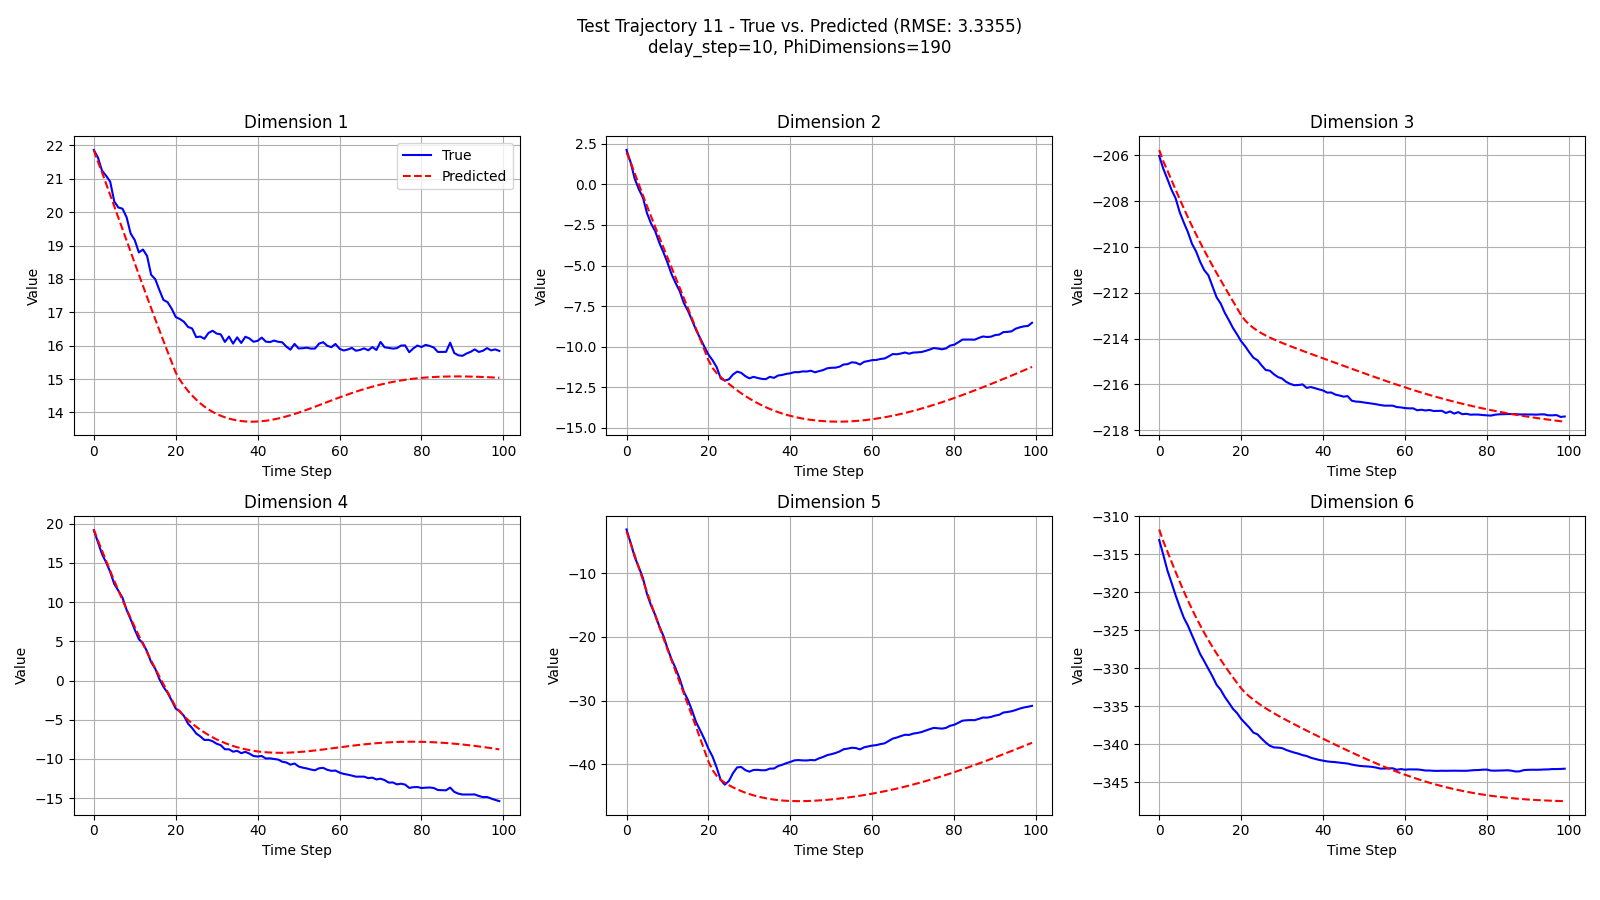 Test Trajectory 11 - True vs. Predicted (RMSE: 3.3355)
delay_step=10, PhiDimensions=190
Dimension 1
22
21
20
19
18
17
16
15
14
Value
0 20 40 60 80 100
Time Step
True
Predicted
Dimension 2
2.5
0.0
−2.5
−5.0
−7.5
−10.0
−12.5
−15.0
Value
0 20 40 60 80 100
Time Step
Dimension 3
−206
−208
−210
−212
−214
−216
−218
Value
0 20 40 60 80 100
Time Step
Dimension 4
20
15
10
5
0
−5
−10
−15
Value
0 20 40 60 80 100
Time Step
Dimension 5
−10
−20
−30
−40
Value
0 20 40 60 80 100
Time Step
Dimension 6
−310
−315
−320
−325
−330
−335
−340
−345
Value
0 20 40 60 80 100
Time Step